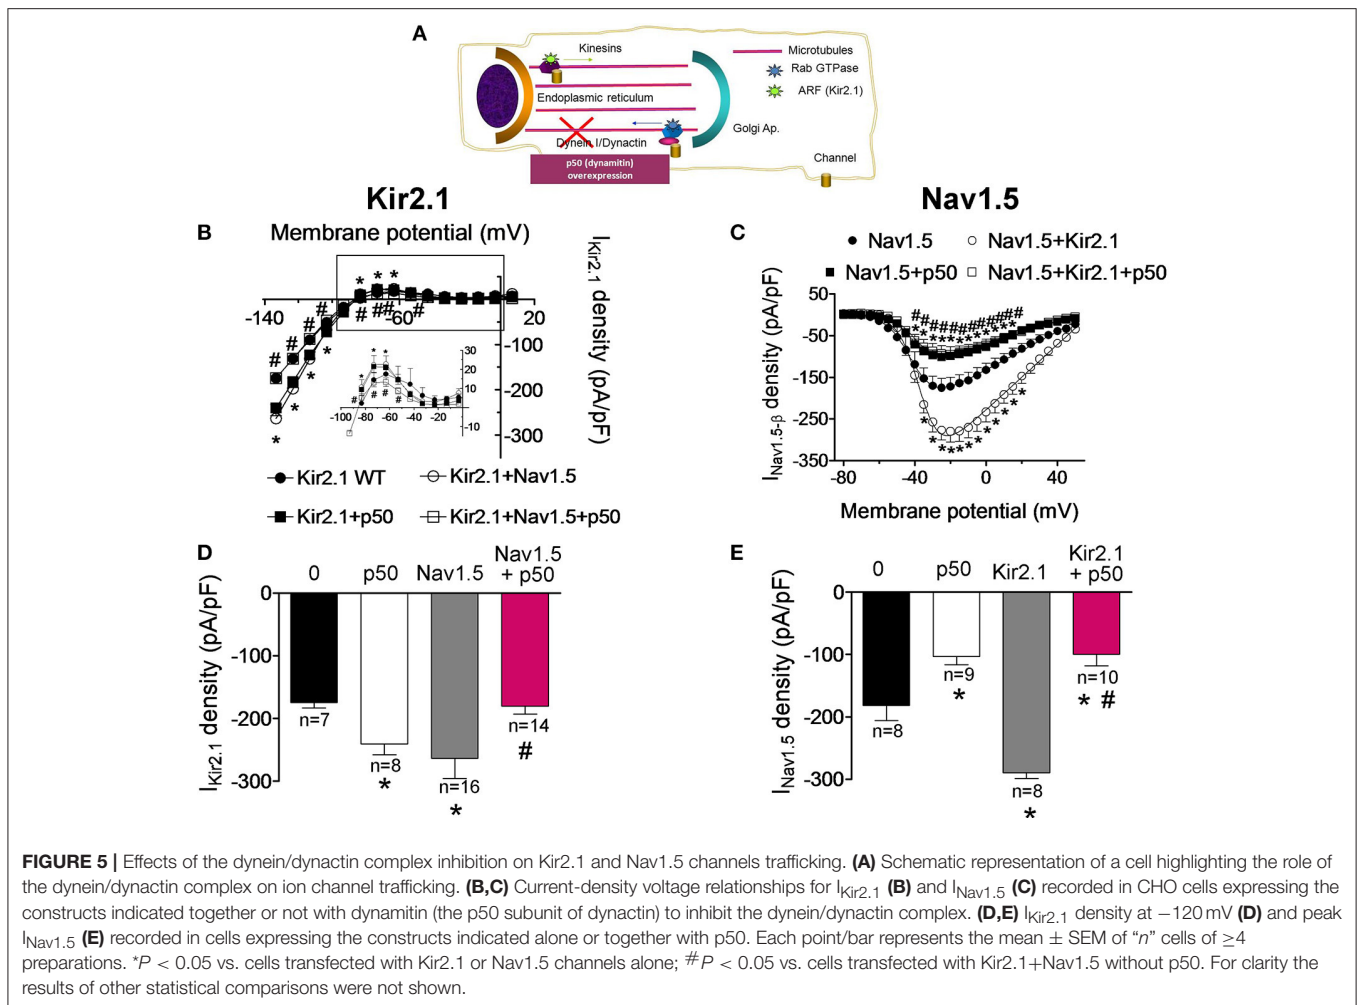 A
Kinesins
Microtubules
Rab GTPase
ARF (Kir2.1)
Endoplasmic reticulum
Golgi Ap.
Dynein I/Dynactin
p50 (dynamitin)
overexpression
Channel
Kir2.1
Nav1.5
B
Membrane potential (mV)
-140
-60
20
-100
-200
-300
I Kir2.1 density (pA/pF)
* * *
# ## #
#
#
#
#
*
*
*
*
30
20
10
-10
-100
-80
-60
-40
-20
* *
*
# # # #
Kir2.1 WT
Kir2.1+Nav1.5
Kir2.1+p50
Kir2.1+Nav1.5+p50
C
Nav1.5
Nav1.5+Kir2.1
Nav1.5+p50
Nav1.5+Kir2.1+p50
50
-50
-150
-250
-350
I Nav1.5-β density (pA/pF)
-80
-40
0
40
Membrane potential (mV)
D
0
p50
Nav1.5
Nav1.5
+ p50
0
-100
-200
-300
I Kir2.1 density (pA/pF)
n=7
n=8
*
n=16
*
n=14
#
E
0
p50
Kir2.1
Kir2.1
+ p50
0
-100
-200
-300
I Nav1.5 density (pA/pF)
n=8
n=9
*
n=8
*
n=10
* #
FIGURE 5 | Effects of the dynein/dynactin complex inhibition on Kir2.1 and Nav1.5 channels trafficking. (A) Schematic representation of a cell highlighting the role of
the dynein/dynactin complex on ion channel trafficking. (B,C) Current-density voltage relationships for IKir2.1 (B) and INav1.5 (C) recorded in CHO cells expressing the
constructs indicated together or not with dynamitin (the p50 subunit of dynactin) to inhibit the dynein/dynactin complex. (D,E) IKir2.1 density at −120 mV (D) and peak
INav1.5 (E) recorded in cells expressing the constructs indicated alone or together with p50. Each point/bar represents the mean ± SEM of “n” cells of ≥4
preparations. *P < 0.05 vs. cells transfected with Kir2.1 or Nav1.5 channels alone; #P < 0.05 vs. cells transfected with Kir2.1+Nav1.5 without p50. For clarity the
results of other statistical comparisons were not shown.